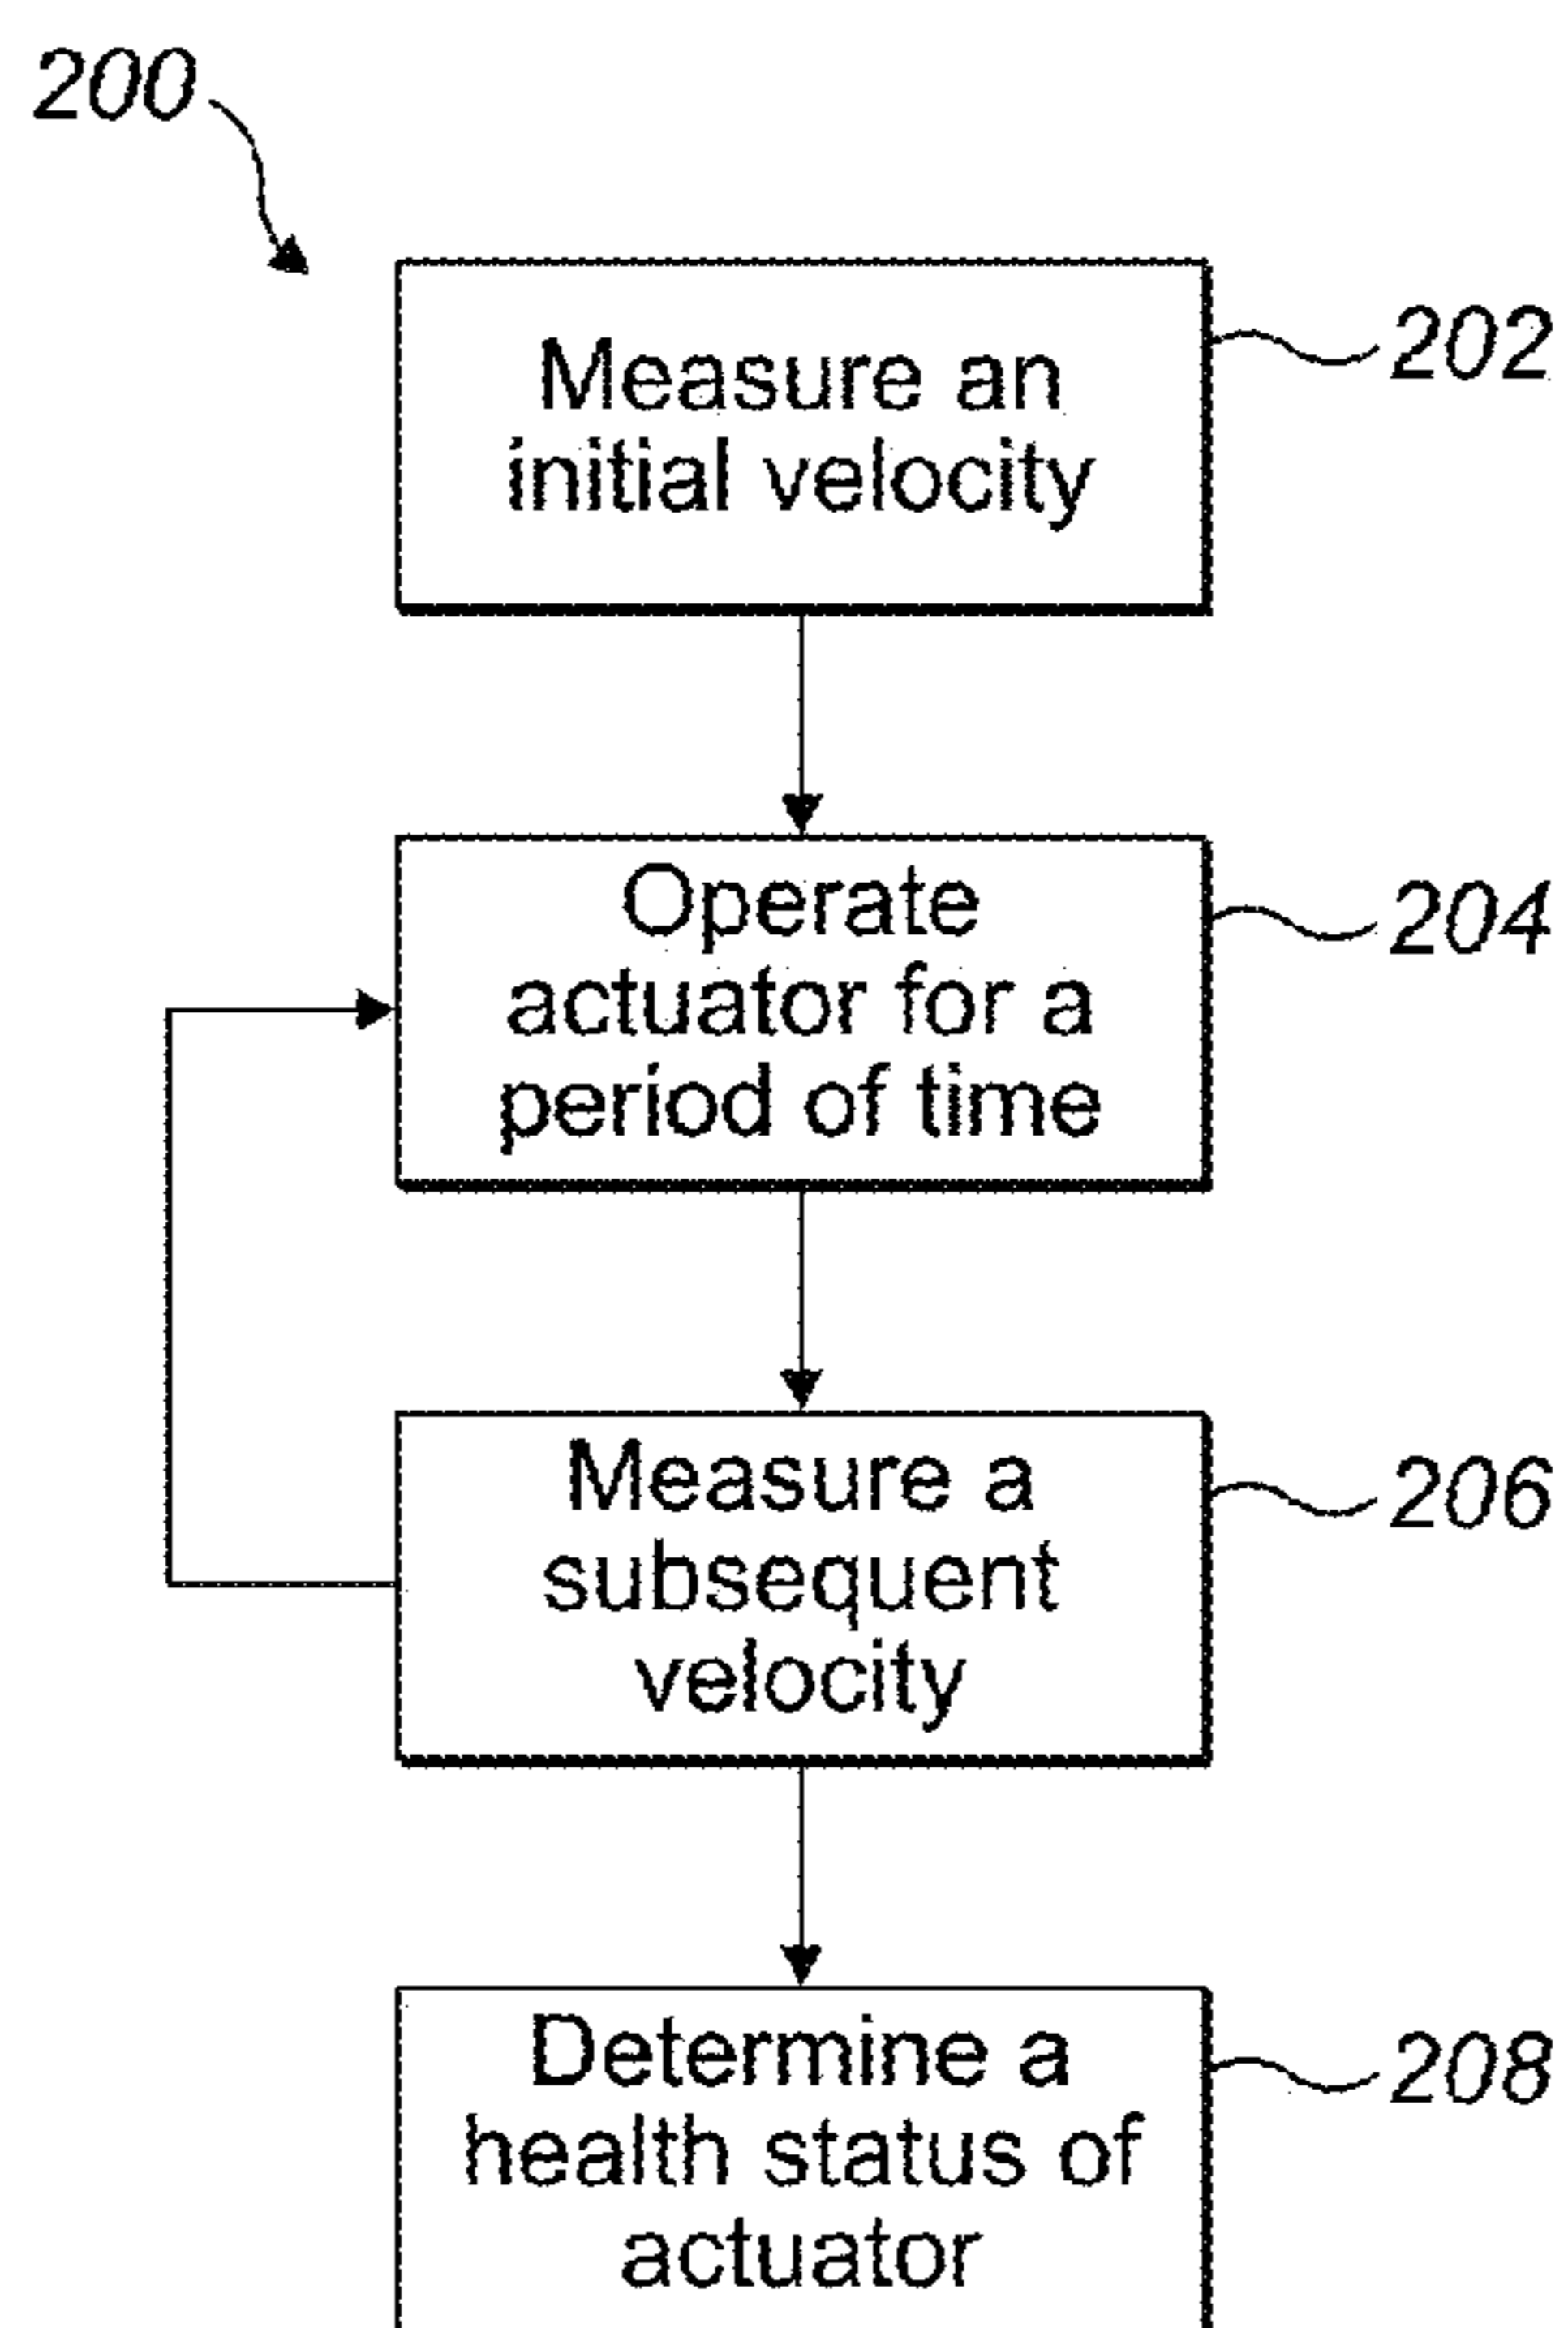 200
Measure an
initial velocity
202
Operate
actuator for a
period of time
204
Measure a
subsequent
velocity
206
Determine a
health status of
actuator
208